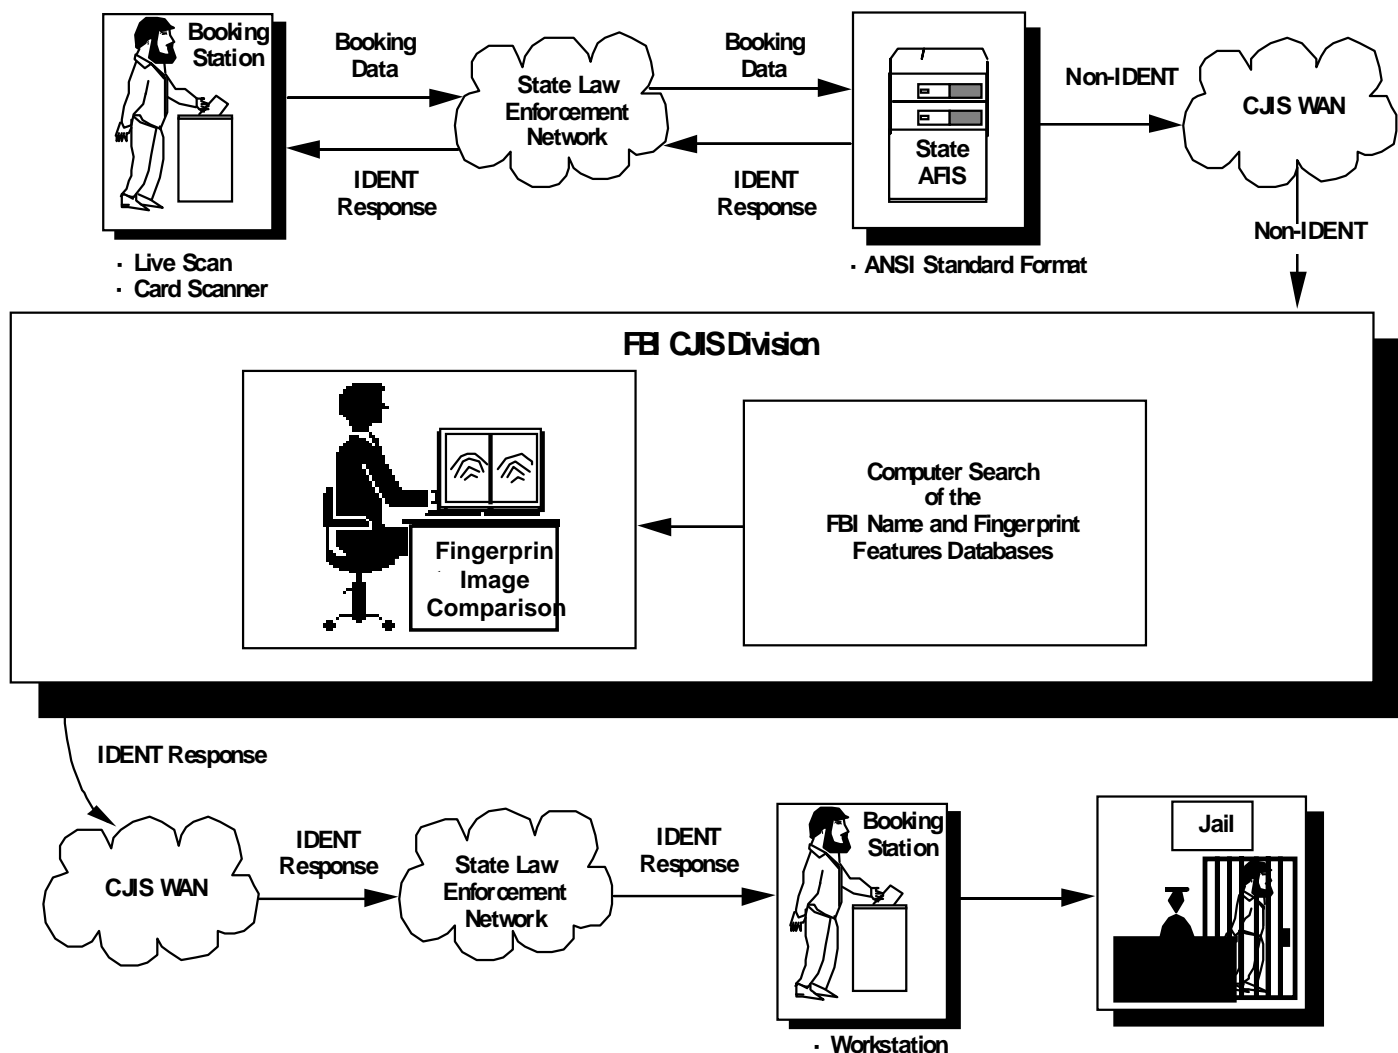 Booking
Station
Booking
Data
State Law
Enforcement
Network
IDENT
Response
Booking
Data
IDENT
Response
State
AFIS
Non-IDENT
CJIS WAN
Non-IDENT
· Live Scan
· Card Scanner
· ANSI Standard Format
FBI CJIS Division
Fingerprin
Image
Comparison
Computer Search
of the
FBI Name and Fingerprint
Features Databases
IDENT Response
CJIS WAN
IDENT
Response
State Law
Enforcement
Network
IDENT
Response
Booking
Station
· Workstation
Jail